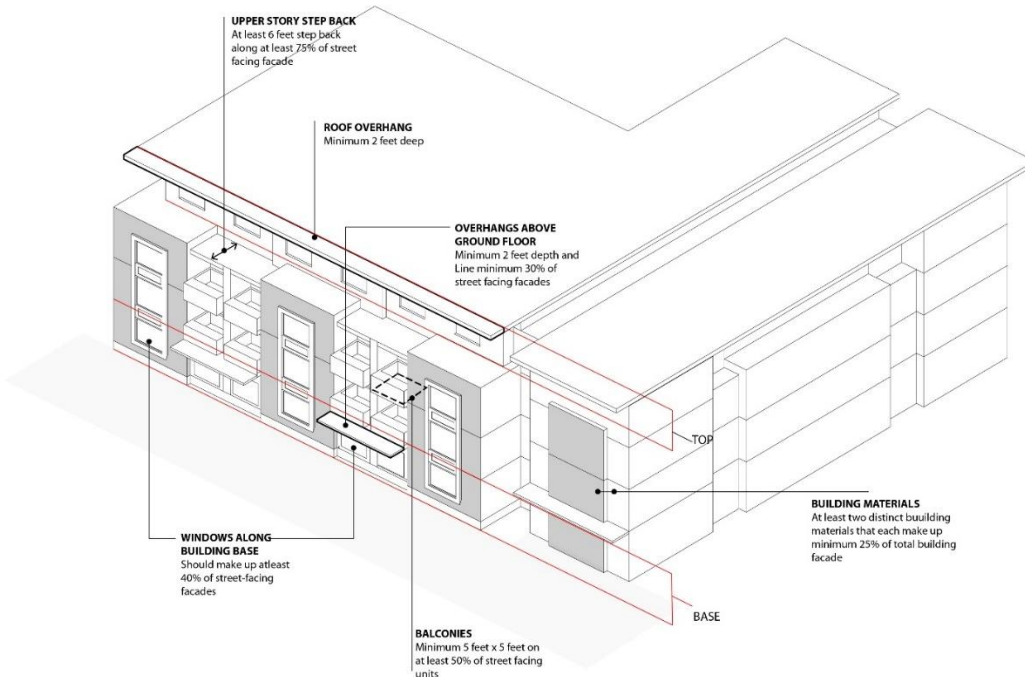 UPPER STORY STEP BACK
At least 6 feet step back
along at least 75% of street
facing facade
ROOF OVERHANG
Minimum 2 feet deep
OVERHANGS ABOVE
GROUND FLOOR
Minimum 2 feet depth and
Line minimum 30% of
street facing facades
TOP
BUILDING MATERIALS
At least two distinct buuilding
materials that each make up
minimum 25% of total building
facade
WINDOWS ALONG
BUILDING BASE
Should make up atleast
40% of street-facing
facades
BASE
BALCONIES
Minimum 5 feet x 5 feet on
at least 50% of street facing
units